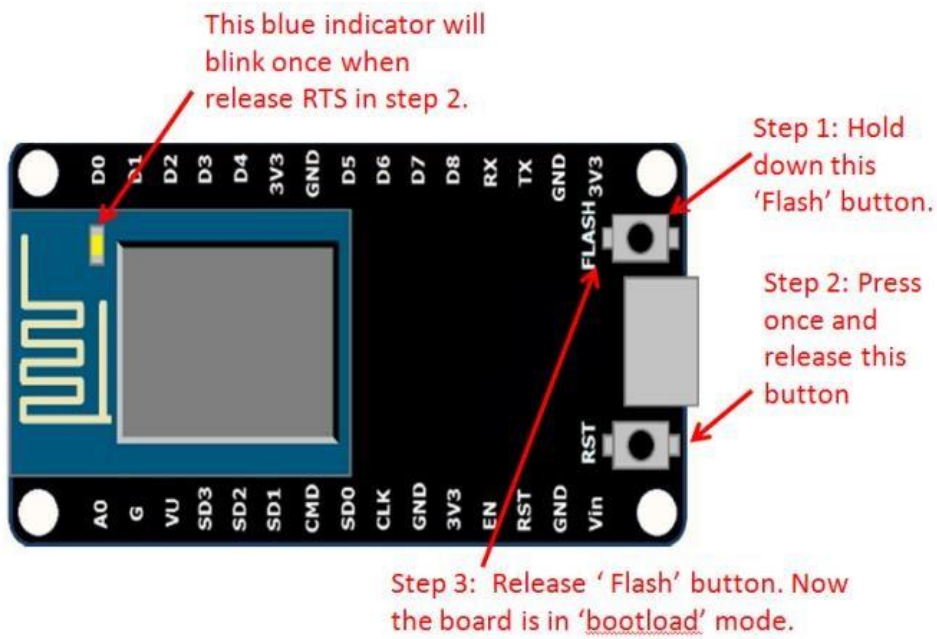 This blue indicator will
blink once when
release RTS in step 2.
Step 1: Hold
down this
‘Flash’ button.
D0 D1 D2 D3 D4 3V3 GND D5 D6 D7 D8 RX TX GND 3V3
FLASH
Step 2: Press
once and
release this
button
RST
A0 G VU SD3 SD2 SD1 CMD SD0 CLK GND 3V3 EN RST GND Vin
Step 3: Release ‘ Flash’ button. Now
the board is in ‘bootload’ mode.